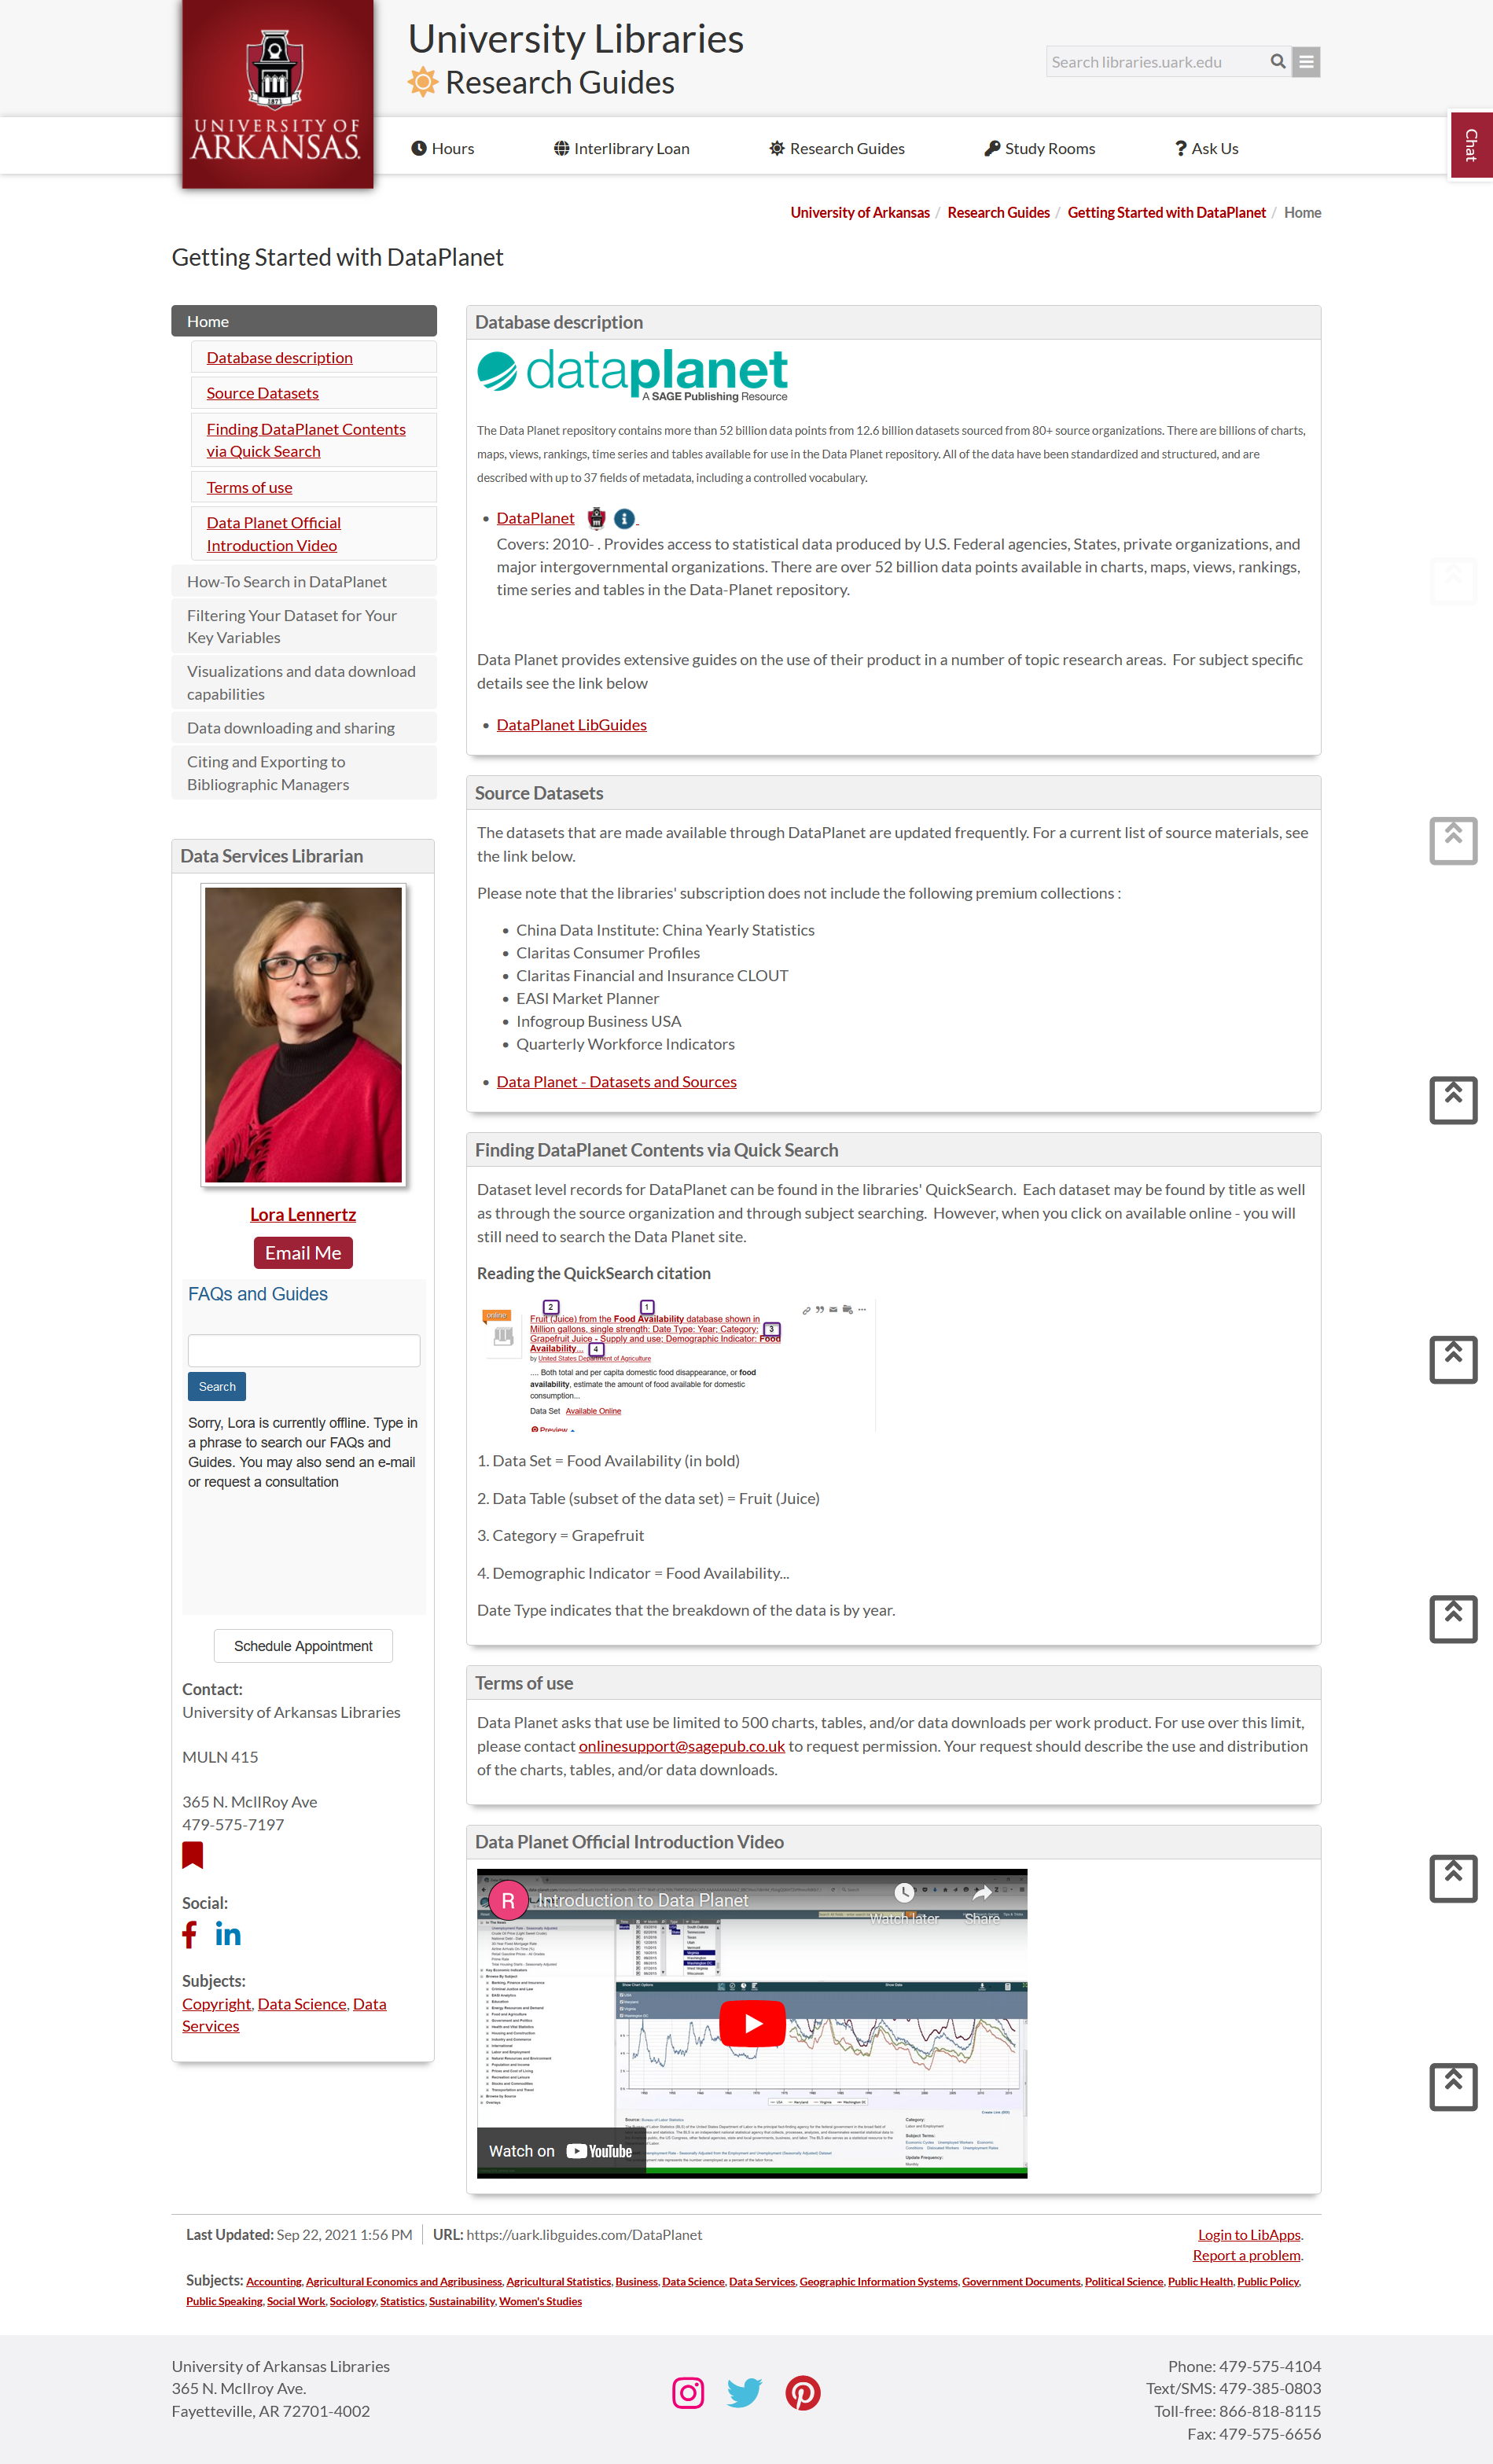 University Libraries
Research Guides
Search libraries.uark.edu
1871
UNIVERSITY OF
ARKANSAS.
Hours
Interlibrary Loan
Research Guides
Study Rooms
Ask Us
Chat
University of Arkansas / Research Guides / Getting Started with DataPlanet / Home
Getting Started with DataPlanet
Home
Database description
Source Datasets
Finding DataPlanet Contents
via Quick Search
Terms of use
Data Planet Official
Introduction Video
How-To Search in DataPlanet
Filtering Your Dataset for Your
Key Variables
Visualizations and data download
capabilities
Data downloading and sharing
Citing and Exporting to
Bibliographic Managers
Data Services Librarian
Lora Lennertz
Email Me
FAQs and Guides
Search
Sorry, Lora is currently offline. Type in
a phrase to search our FAQs and
Guides. You may also send an e-mail
or request a consultation
Schedule Appointment
Contact:
University of Arkansas Libraries
MULN 415
365 N. McIlRoy Ave
479-575-7197
Social:
Subjects:
Copyright, Data Science, Data
Services
Database description
dataplanet
A SAGE Publishing Resource
The Data Planet repository contains more than 52 billion data points from 12.6 billion datasets sourced from 80+ source organizations. There are billions of charts,
maps, views, rankings, time series and tables available for use in the Data Planet repository. All of the data have been standardized and structured, and are
described with up to 37 fields of metadata, including a controlled vocabulary.
DataPlanet
Covers: 2010- . Provides access to statistical data produced by U.S. Federal agencies, States, private organizations, and
major intergovernmental organizations. There are over 52 billion data points available in charts, maps, views, rankings,
time series and tables in the Data-Planet repository.
Data Planet provides extensive guides on the use of their product in a number of topic research areas. For subject specific
details see the link below
DataPlanet LibGuides
Source Datasets
The datasets that are made available through DataPlanet are updated frequently. For a current list of source materials, see
the link below.
Please note that the libraries' subscription does not include the following premium collections :
China Data Institute: China Yearly Statistics
Claritas Consumer Profiles
Claritas Financial and Insurance CLOUT
EASI Market Planner
Infogroup Business USA
Quarterly Workforce Indicators
Data Planet - Datasets and Sources
Finding DataPlanet Contents via Quick Search
Dataset level records for DataPlanet can be found in the libraries' QuickSearch. Each dataset may be found by title as well
as through the source organization and through subject searching. However, when you click on available online - you will
still need to search the Data Planet site.
Reading the QuickSearch citation
online
2 1
Fruit (Juice) from the Food Availability database shown in
Million gallons, single strength: Date Type: Year; Category: 3
Grapefruit Juice - Supply and use; Demographic Indicator: Food
Availability... 4
by United States Department of Agriculture
.... Both total and per capita domestic food disappearance, or food
availability, estimate the amount of food available for domestic
consumption...
Data Set Available Online
Preview
1. Data Set = Food Availability (in bold)
2. Data Table (subset of the data set) = Fruit (Juice)
3. Category = Grapefruit
4. Demographic Indicator = Food Availability...
Date Type indicates that the breakdown of the data is by year.
Terms of use
Data Planet asks that use be limited to 500 charts, tables, and/or data downloads per work product. For use over this limit,
please contact onlinesupport@sagepub.co.uk to request permission. Your request should describe the use and distribution
of the charts, tables, and/or data downloads.
Data Planet Official Introduction Video
R Introduction to Data Planet
Watch later
Share
Watch on YouTube
Last Updated: Sep 22, 2021 1:56 PM URL: https://uark.libguides.com/DataPlanet
Login to LibApps.
Report a problem.
Subjects: Accounting, Agricultural Economics and Agribusiness, Agricultural Statistics, Business, Data Science, Data Services, Geographic Information Systems, Government Documents, Political Science, Public Health, Public Policy,
Public Speaking, Social Work, Sociology, Statistics, Sustainability, Women's Studies
University of Arkansas Libraries
365 N. McIlroy Ave.
Fayetteville, AR 72701-4002
Phone: 479-575-4104
Text/SMS: 479-385-0803
Toll-free: 866-818-8115
Fax: 479-575-6656